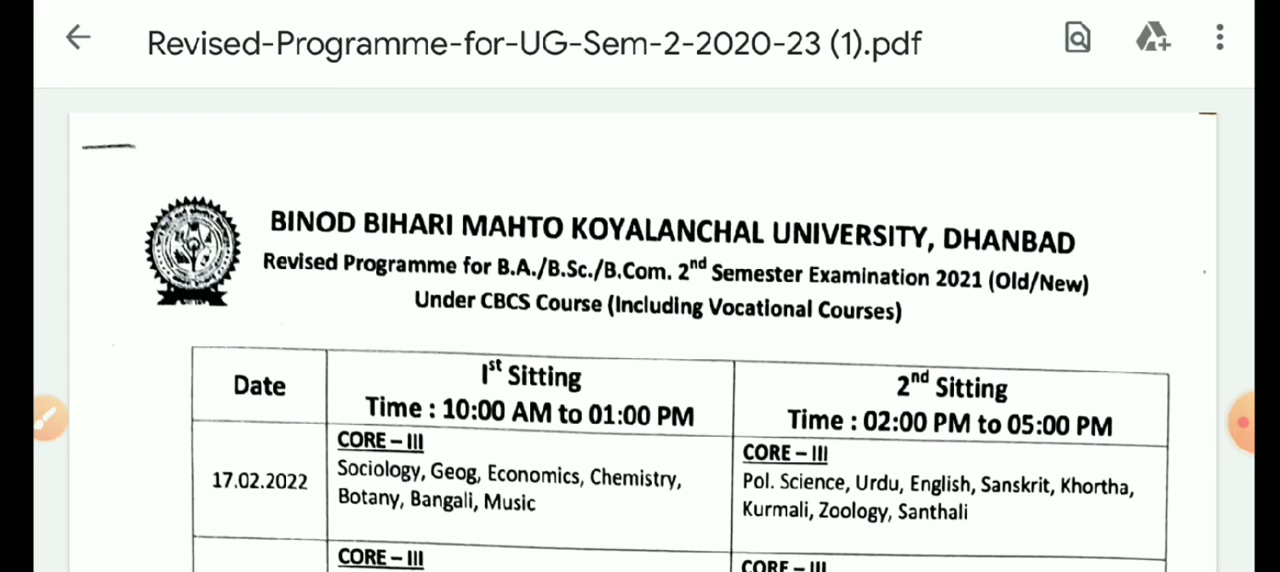 Revised-Programme-for-UG-Sem-2-2020-23 (1).pdf
BINOD BIHARI MAHTO KOYALANCHAL UNIVERSITY, DHANBAD
Revised Programme for B.A./B.Sc./B.Com. 2nd Semester Examination 2021 (Old/New)
Under CBCS Course (Including Vocational Courses)
Date
1st Sitting
Time : 10:00 AM to 01:00 PM
2nd Sitting
Time : 02:00 PM to 05:00 PM
17.02.2022
CORE – III
Sociology, Geog, Economics, Chemistry,
Botany, Bangali, Music
CORE – III
Pol. Science, Urdu, English, Sanskrit, Khortha,
Kurmali, Zoology, Santhali
CORE – III
CORE – III